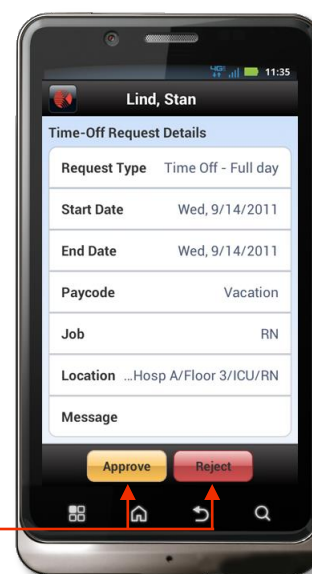 4G 11:35
Lind, Stan
Time-Off Request Details
Request Type Time Off - Full day
Start Date Wed, 9/14/2011
End Date Wed, 9/14/2011
Paycode Vacation
Job RN
Location ...Hosp A/Floor 3/ICU/RN
Message
Approve Reject